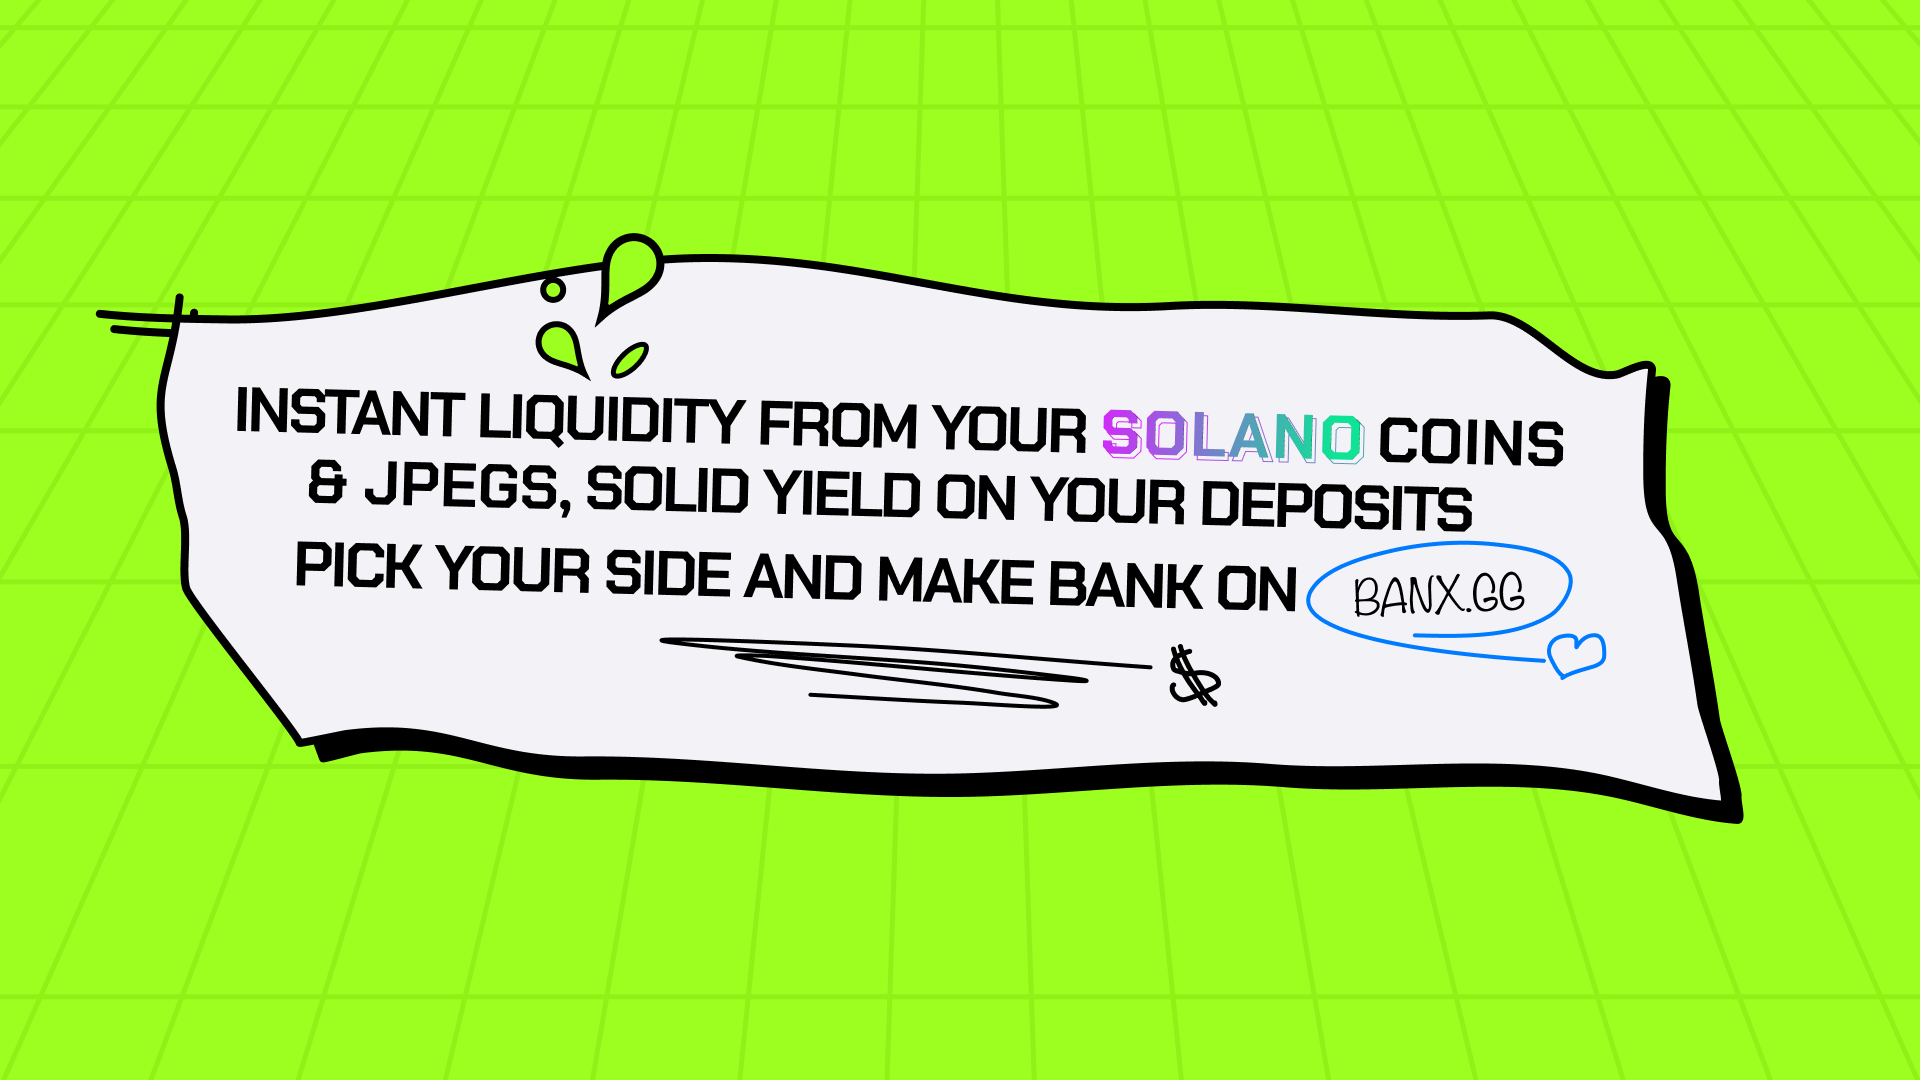 INSTANT LIQUIDITY FROM YOUR SOLANO COINS
& JPEGS, SOLID YIELD ON YOUR DEPOSITS
PICK YOUR SIDE AND MAKE BANK ON BANX.GG
$